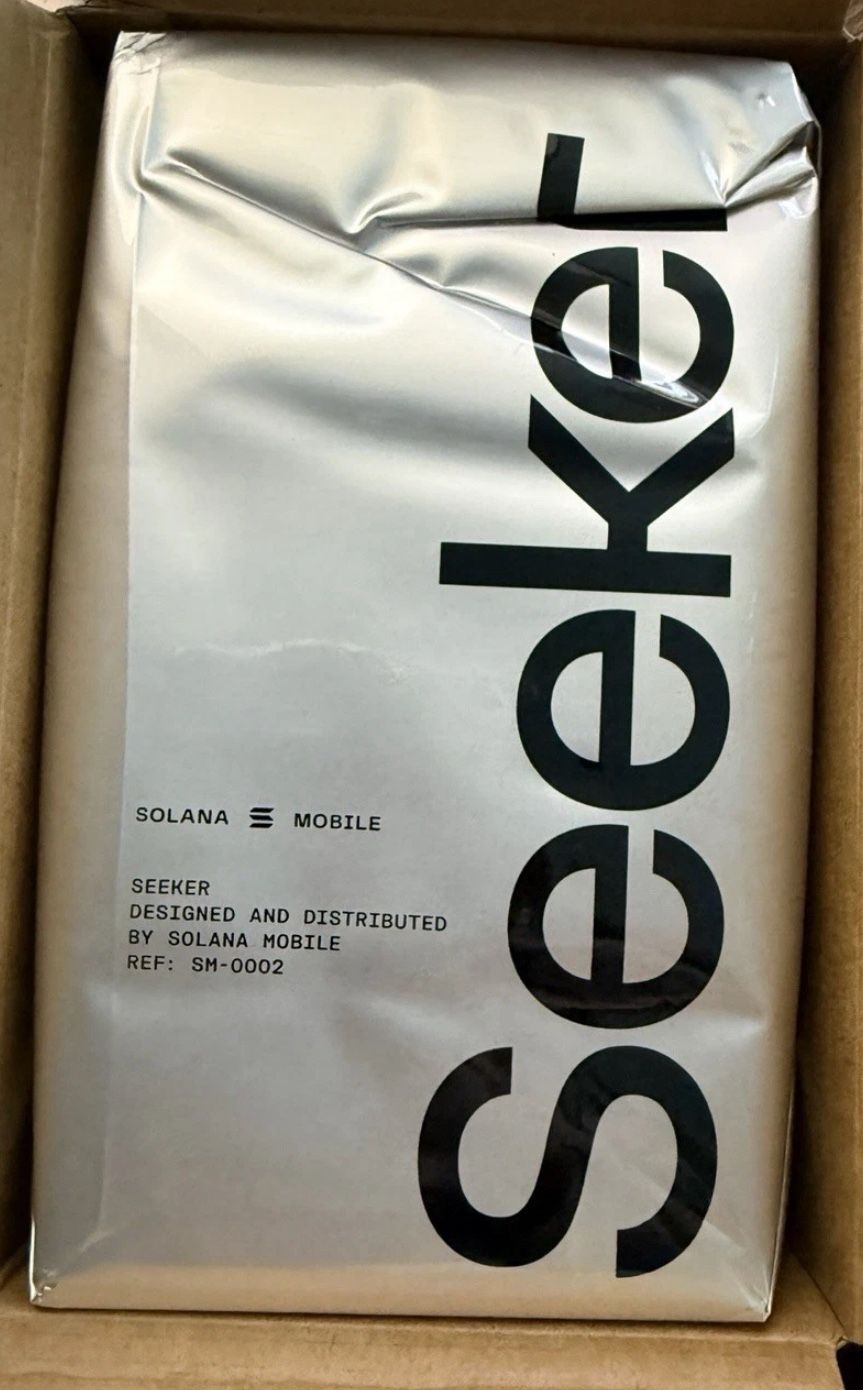 Seeker
SOLANA MOBILE
SEEKER
DESIGNED AND DISTRIBUTED
BY SOLANA MOBILE
REF: SM-0002